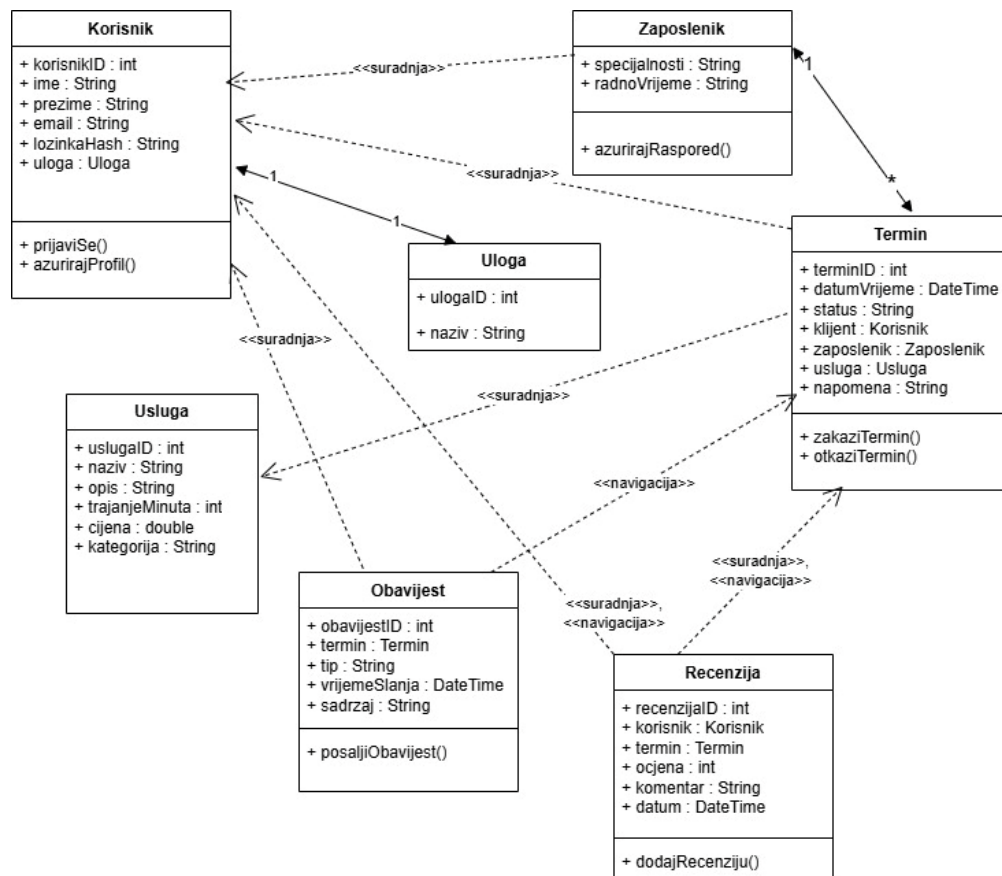 Korisnik
+ korisnikID : int
+ ime : String
+ prezime : String
+ email : String
+ lozinkaHash : String
+ uloga : Uloga
+ prijaviSe()
+ azurirajProfil()
<<suradnja>>
Zaposlenik
+ specijalnosti : String
+ radnoVrijeme : String
+ azurirajRaspored()
1
*
<<suradnja>>
1
1
Uloga
+ ulogaID : int
+ naziv : String
Termin
+ terminID : int
+ datumVrijeme : DateTime
+ status : String
+ klijent : Korisnik
+ zaposlenik : Zaposlenik
+ usluga : Usluga
+ napomena : String
+ zakaziTermin()
+ otkaziTermin()
<<suradnja>>
<<suradnja>>
Usluga
+ uslugaID : int
+ naziv : String
+ opis : String
+ trajanjeMinuta : int
+ cijena : double
+ kategorija : String
<<navigacija>>
<<suradnja>>,
<<navigacija>>
Obavijest
+ obavijestID : int
+ termin : Termin
+ tip : String
+ vrijemeSlanja : DateTime
+ sadrzaj : String
+ posaljiObavijest()
<<suradnja>>,
<<navigacija>>
Recenzija
+ recenzijaID : int
+ korisnik : Korisnik
+ termin : Termin
+ ocjena : int
+ komentar : String
+ datum : DateTime
+ dodajRecenziju()